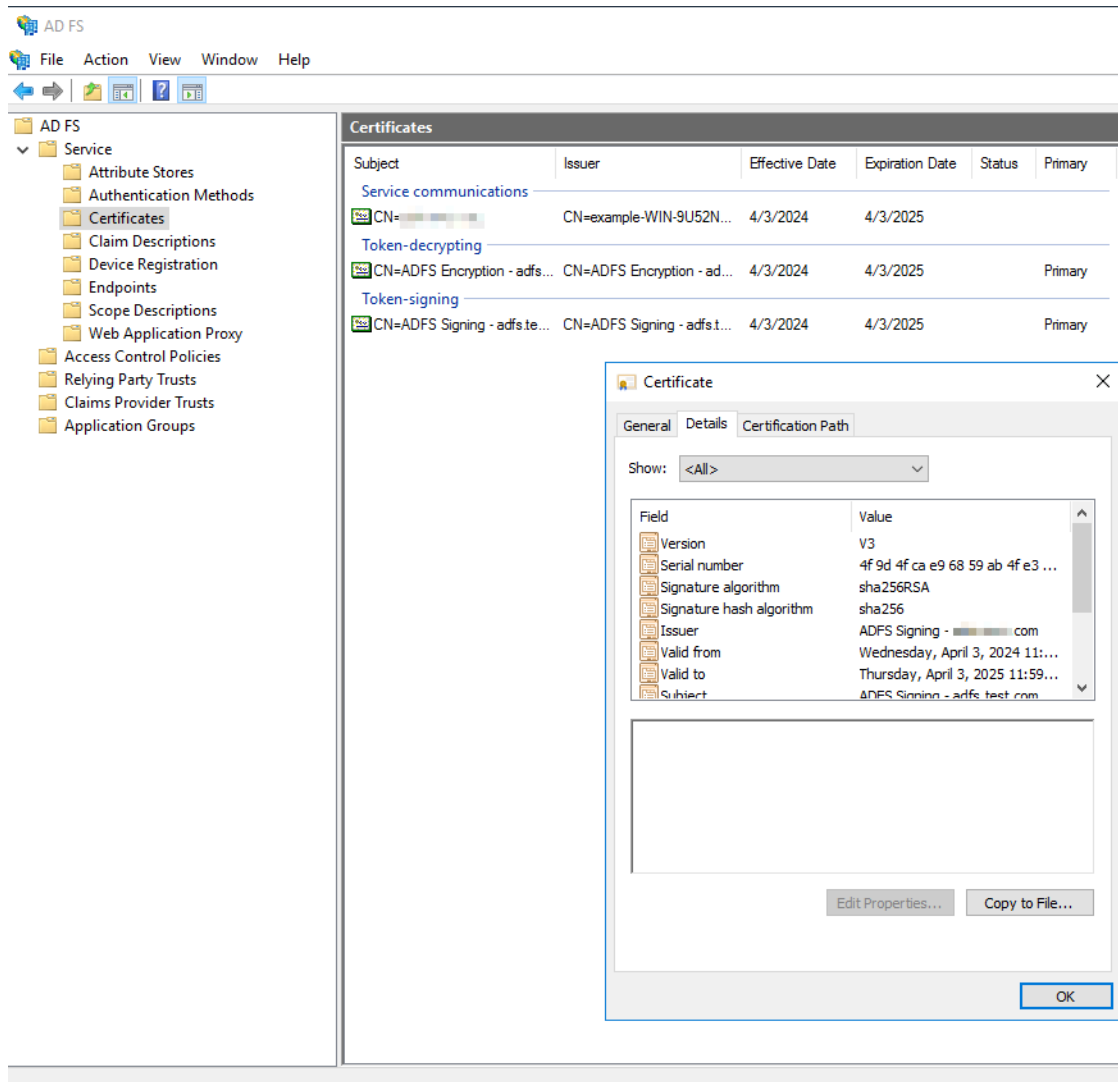 AD FS
File Action View Window Help
AD FS
Service
Attribute Stores
Authentication Methods
Certificates
Claim Descriptions
Device Registration
Endpoints
Scope Descriptions
Web Application Proxy
Access Control Policies
Relying Party Trusts
Claims Provider Trusts
Application Groups
Certificates
Subject Issuer Effective Date Expiration Date Status Primary
Service communications
CN= CN=example-WIN-9U52N... 4/3/2024 4/3/2025
Token-decrypting
CN=ADFS Encryption - adfs... CN=ADFS Encryption - ad... 4/3/2024 4/3/2025 Primary
Token-signing
CN=ADFS Signing - adfs.te... CN=ADFS Signing - adfs.t... 4/3/2024 4/3/2025 Primary
Certificate
General Details Certification Path
Show: <All>
Field Value
Version V3
Serial number 4f 9d 4f ca e9 68 59 ab 4f e3 ...
Signature algorithm sha256RSA
Signature hash algorithm sha256
Issuer ADFS Signing - com
Valid from Wednesday, April 3, 2024 11:...
Valid to Thursday, April 3, 2025 11:59...
Subject ADFS Signing - adfs.test.com
Edit Properties... Copy to File...
OK